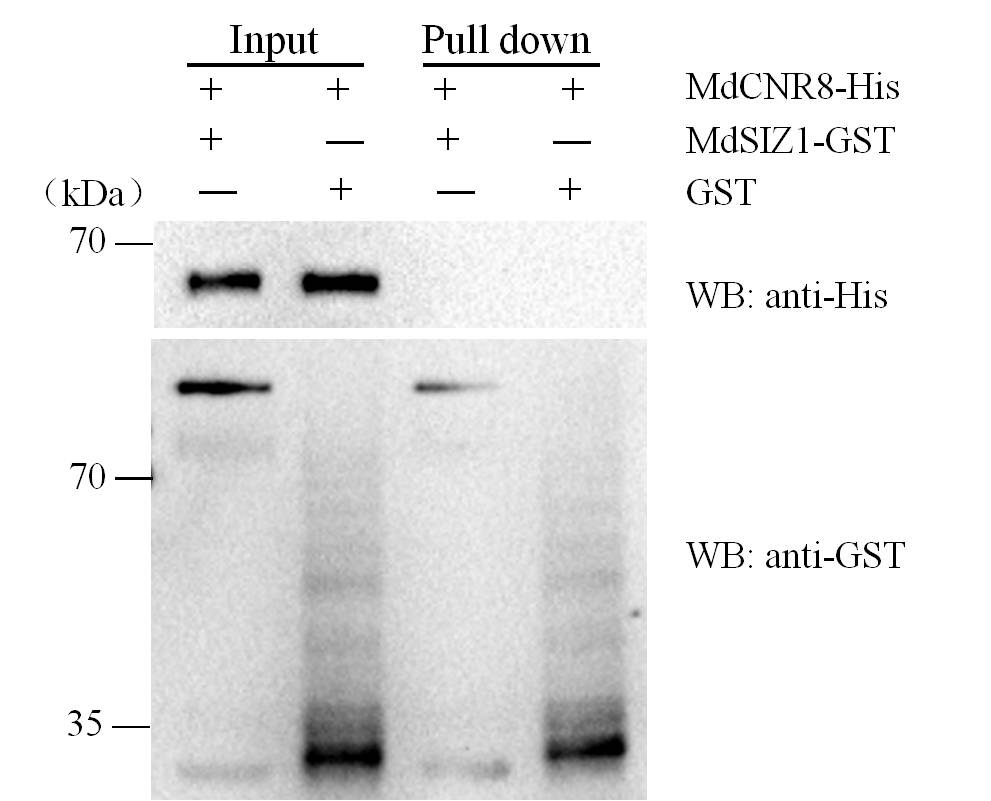 Input Pull down
+ + + + MdCNR8-His
+ — + — MdSIZ1-GST
(kDa) — + — + GST
70 —
WB: anti-His
70 —
WB: anti-GST
35 —